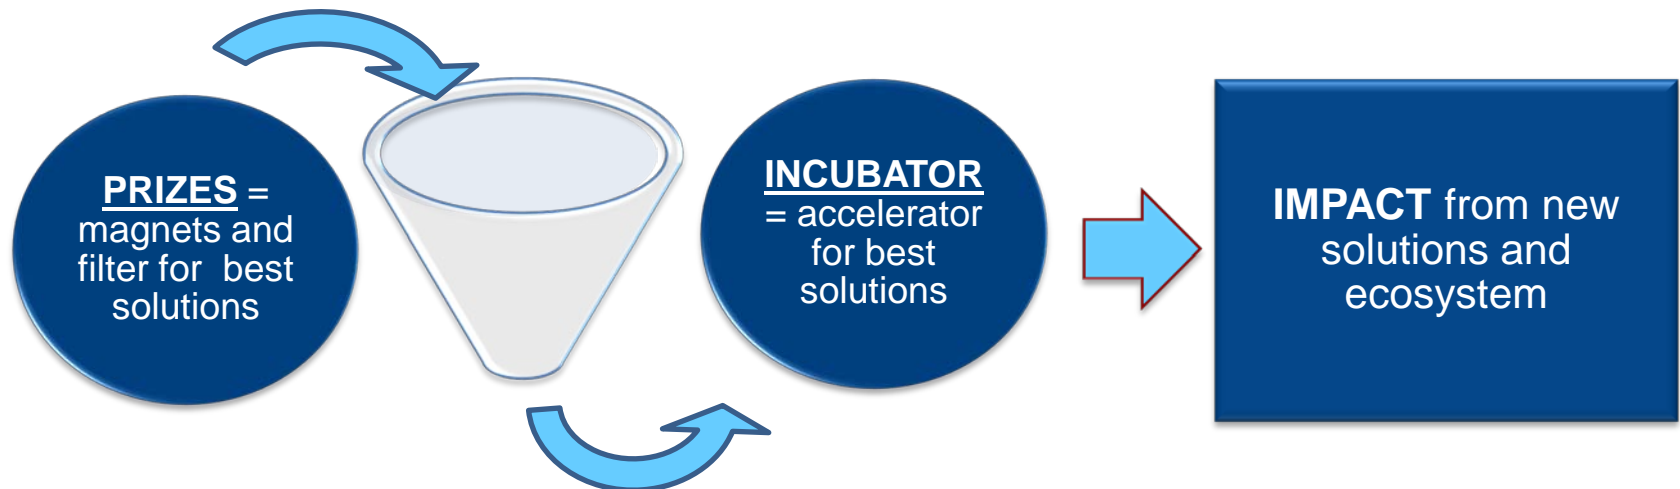 PRIZES =
magnets and
filter for  best
solutions
INCUBATOR
= accelerator
for best
solutions
IMPACT from new
solutions and
ecosystem